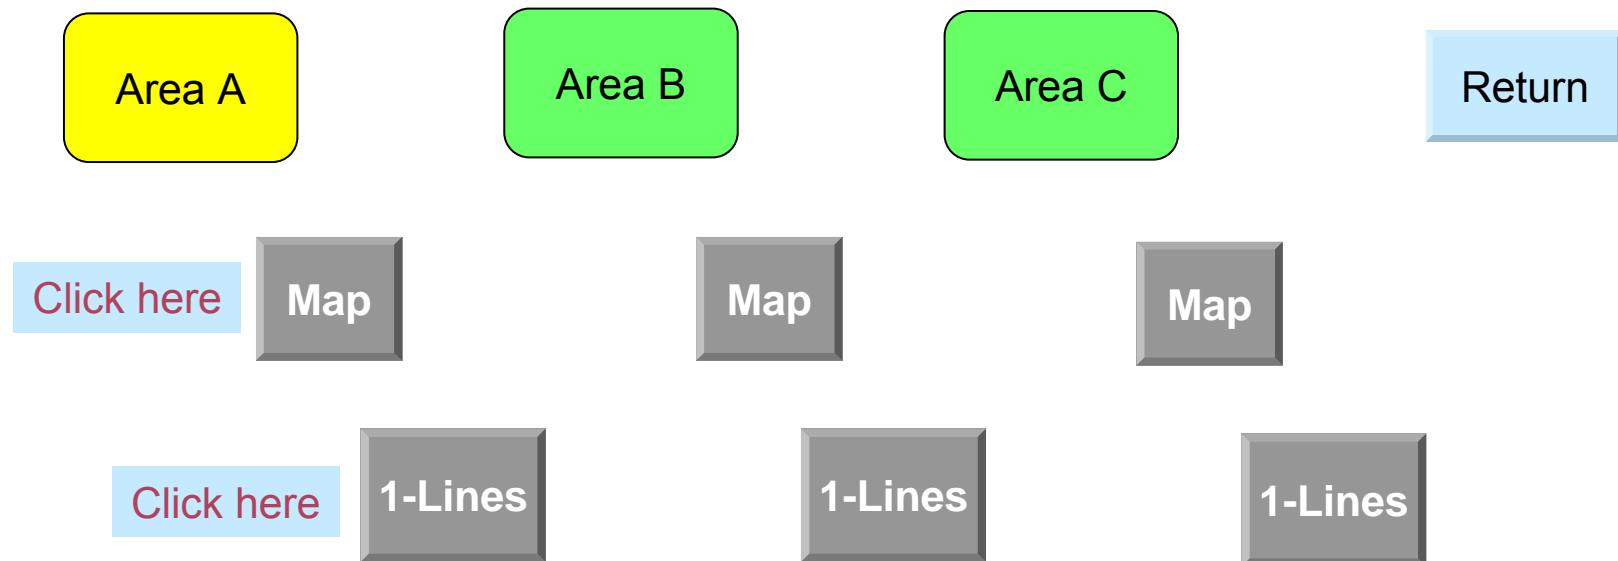 Area A
Area B
Area C
Return
Click here
Map
Map
Map
Click here
1-Lines
1-Lines
1-Lines